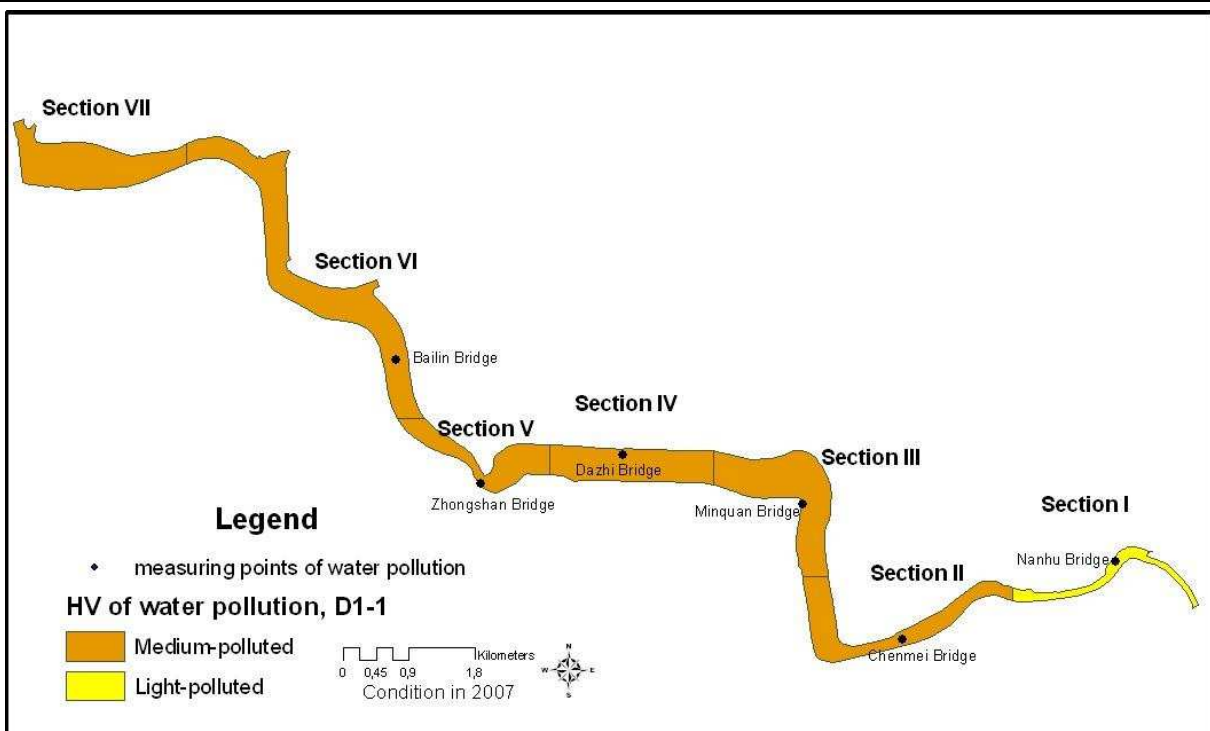 Section VII
Section VI
Bailin Bridge
Section IV
Section V
Dazhi Bridge
Section III
Zhongshan Bridge
Minquan Bridge
Section I
Nanhu Bridge
Section II
Chenmei Bridge
Legend
measuring points of water pollution
HV of water pollution, D1-1
Medium-polluted
Light-polluted
Kilometers
0 0,45 0,9 1,8
Condition in 2007
N
W E
S